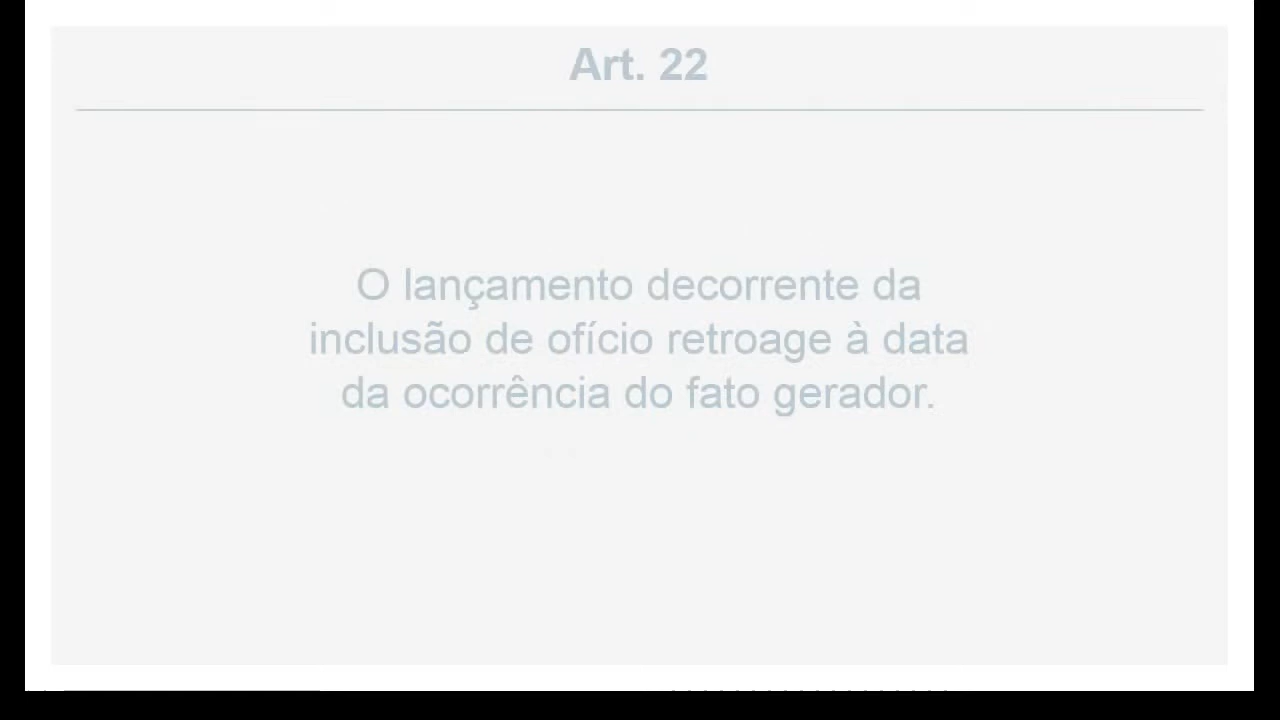 Art. 22
O lançamento decorrente da
inclusão de ofício retroage à data
da ocorrência do fato gerador.